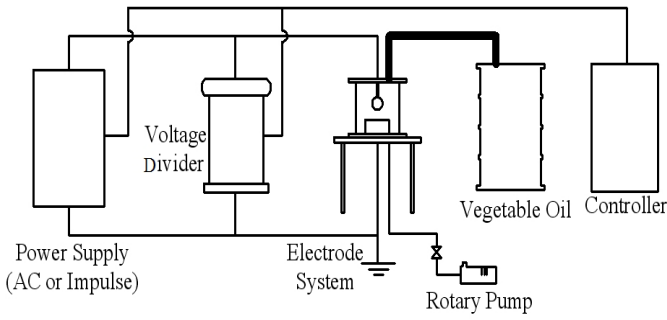 Voltage
Divider
Vegetable Oil
Controller
Power Supply
(AC or Impulse)
Electrode
System
Rotary Pump